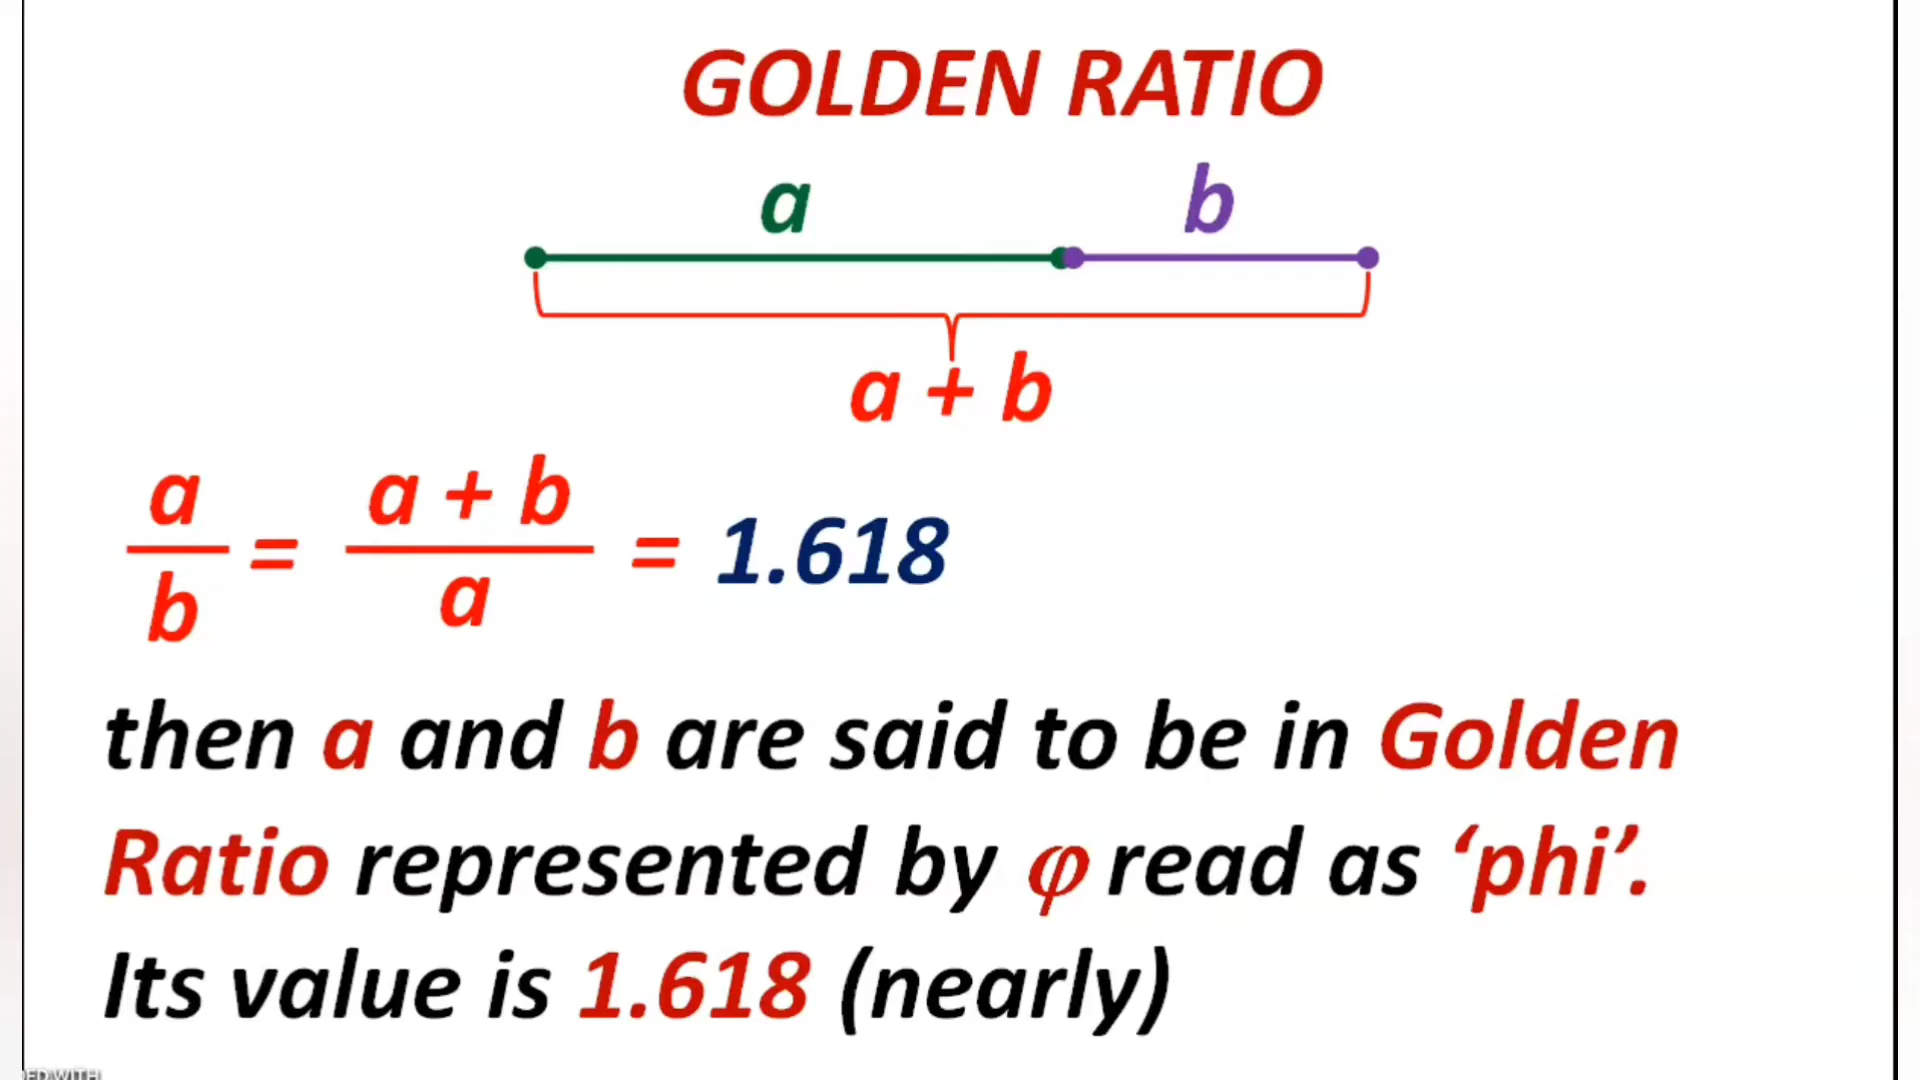 GOLDEN RATIO
a b
a + b
a/b = (a + b)/a = 1.618
then a and b are said to be in Golden
Ratio represented by φ read as ‘phi’.
Its value is 1.618 (nearly)